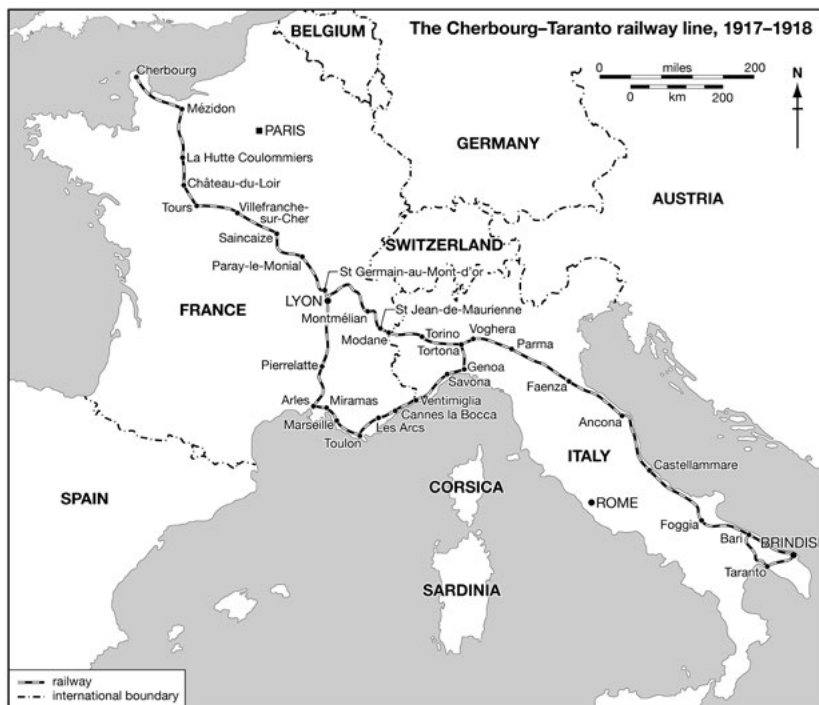 The Cherbourg–Taranto railway line, 1917–1918
0 miles 200
0 km 200
N
BELGIUM
Cherbourg
Mézidon
PARIS
GERMANY
La Hutte Coulommiers
Château-du-Loir
AUSTRIA
Tours
Villefranche-
sur-Cher
Saincaize
SWITZERLAND
Paray-le-Monial
St Germain-au-Mont-d'or
LYON
FRANCE
Montmélian
St Jean-de-Maurienne
Modane
Torino
Voghera
Tortona
Parma
Genoa
Pierrelatte
Savona
Faenza
Arles
Miramas
Ventimiglia
Cannes la Bocca
Marseille
Les Arcs
Ancona
Toulon
ITALY
Castellammare
SPAIN
CORSICA
ROME
Foggia
Bari
BRINDISI
Taranto
SARDINIA
railway
international boundary